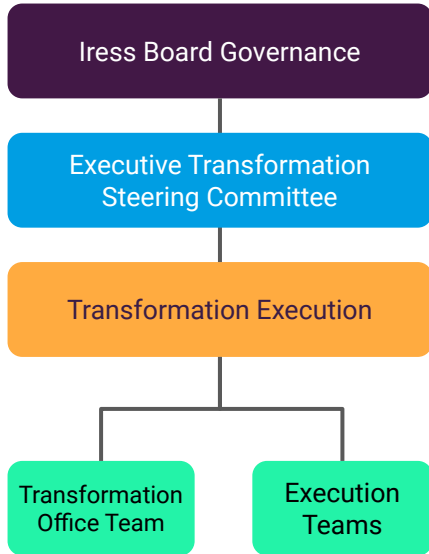 Iress Board Governance
Executive Transformation
Steering Committee
Transformation Execution
Transformation
Office Team
Execution
Teams